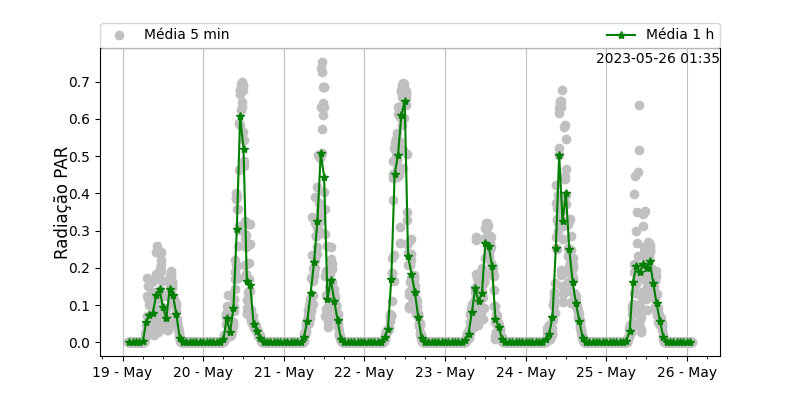 Média 5 min
Média 1 h
2023-05-26 01:35
Radiação PAR
0.7
0.6
0.5
0.4
0.3
0.2
0.1
0.0
19 - May
20 - May
21 - May
22 - May
23 - May
24 - May
25 - May
26 - May